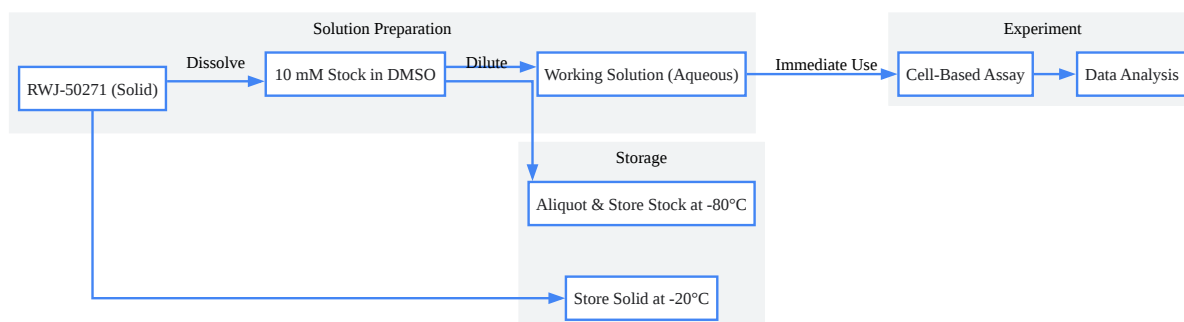 Solution Preparation
Experiment
Dissolve
10 mM Stock in DMSO
Dilute
Working Solution (Aqueous)
Immediate Use
Cell-Based Assay
Data Analysis
RWJ-50271 (Solid)
Storage
Aliquot & Store Stock at -80°C
Store Solid at -20°C